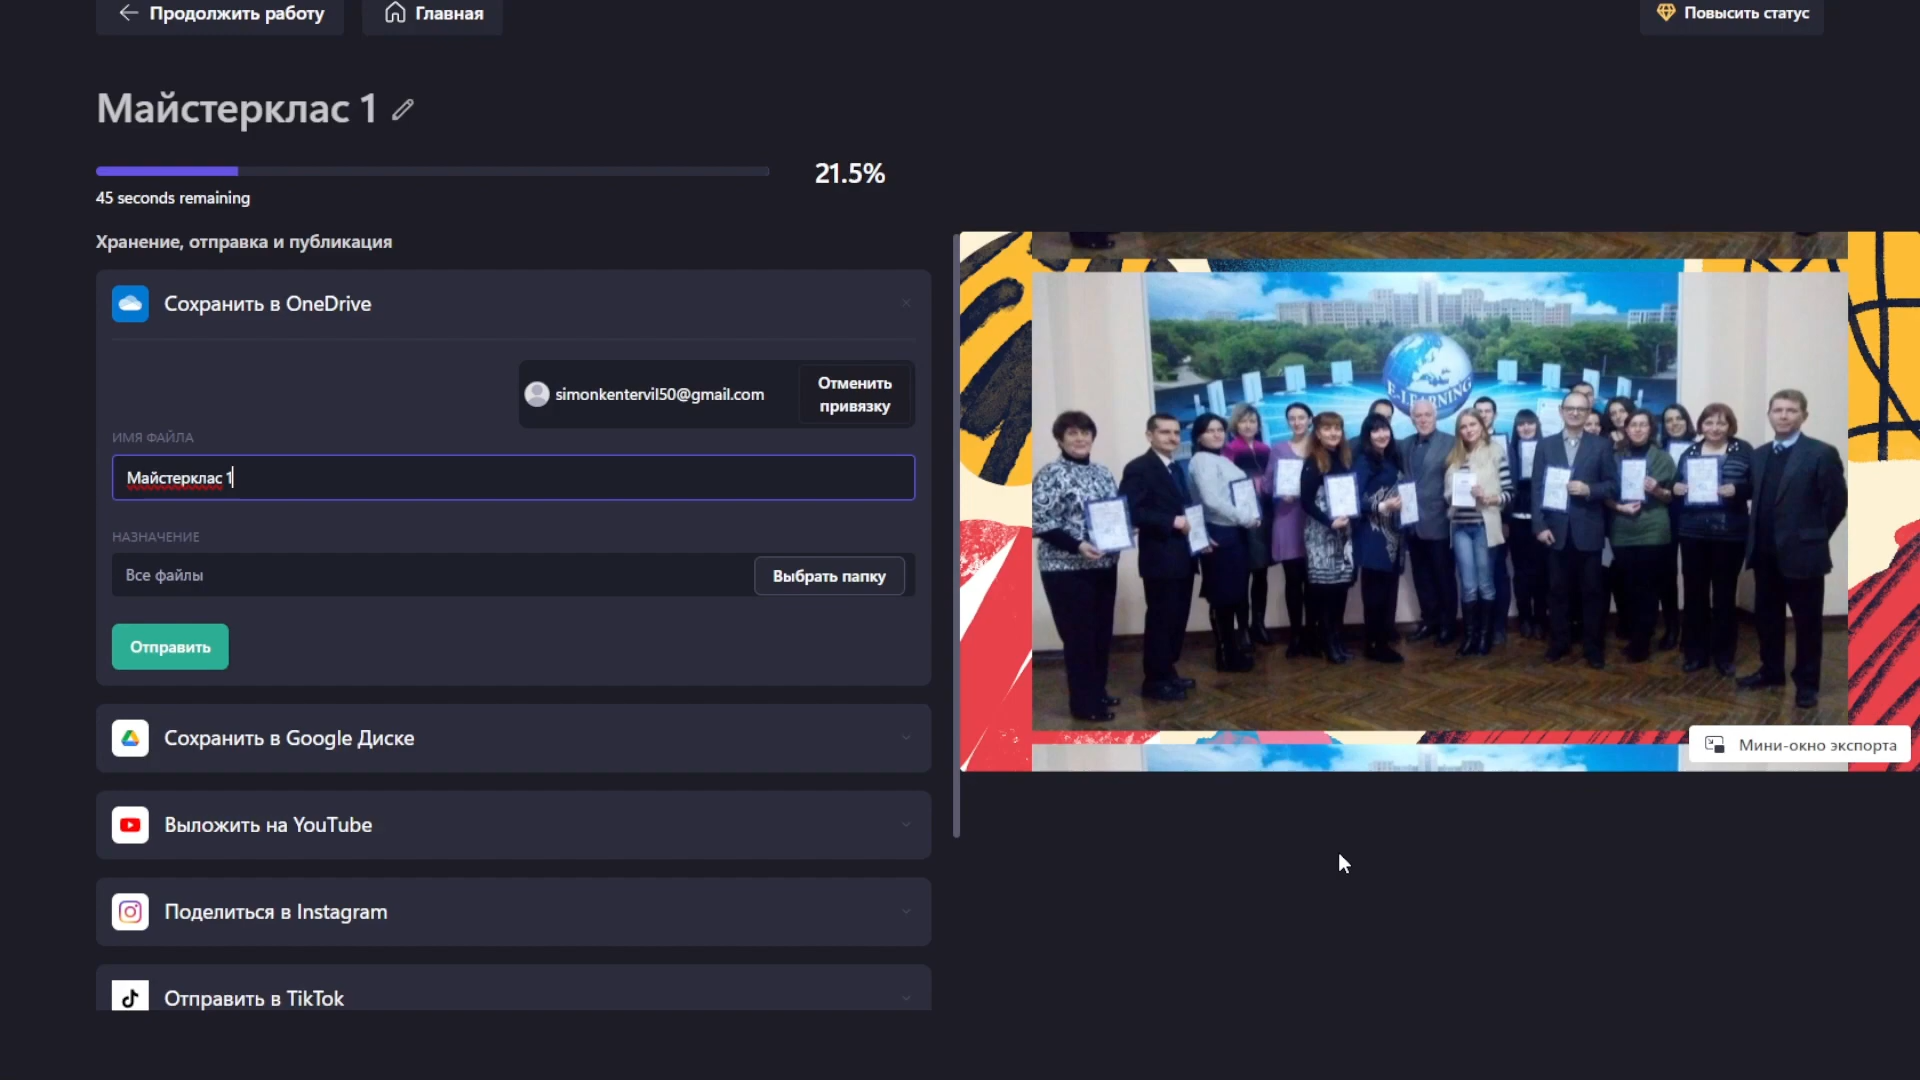 Продолжить работу
Главная
Повысить статус
Майстерклас 1
21.5%
45 seconds remaining
Хранение, отправка и публикация
Сохранить в OneDrive
simonkentervil50@gmail.com
Отменить
привязку
ИМЯ ФАЙЛА
Майстерклас 1
НАЗНАЧЕНИЕ
Все файлы
Выбрать папку
Отправить
Сохранить в Google Диске
Выложить на YouTube
Поделиться в Instagram
Отправить в TikTok
E-LEARNING
Мини-окно экспорта